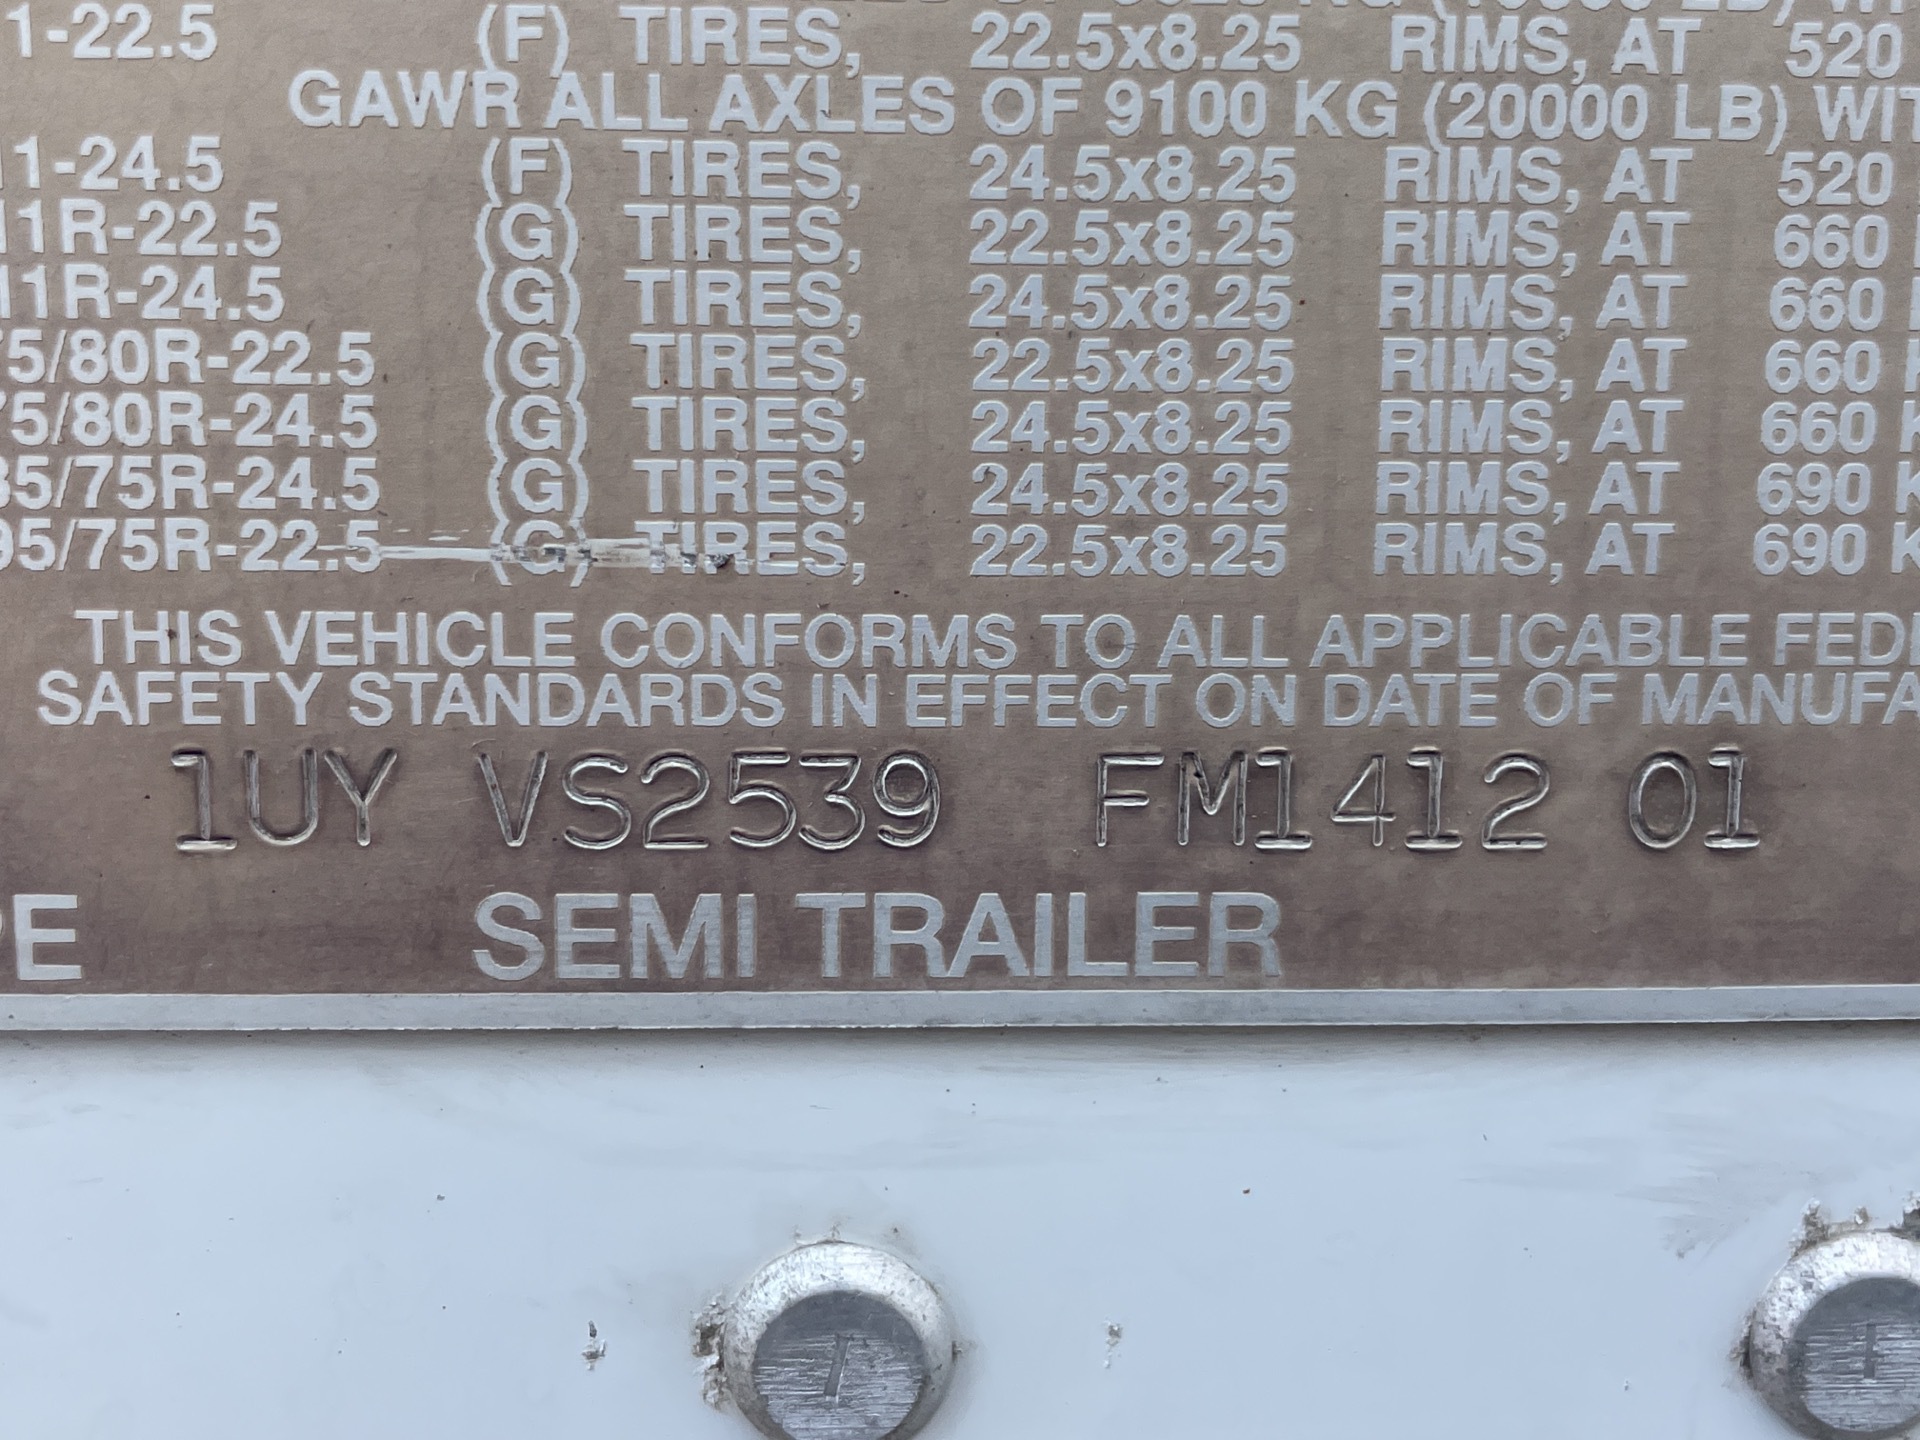 1-22.5 (F) TIRES, 22.5x8.25 RIMS, AT 520
GAWR ALL AXLES OF 9100 KG (20000 LB) WIT
11-24.5 (F) TIRES, 24.5x8.25 RIMS, AT 520
11R-22.5 (G) TIRES, 22.5x8.25 RIMS, AT 660
11R-24.5 (G) TIRES, 24.5x8.25 RIMS, AT 660
75/80R-22.5 (G) TIRES, 22.5x8.25 RIMS, AT 660 K
75/80R-24.5 (G) TIRES, 24.5x8.25 RIMS, AT 660 K
85/75R-24.5 (G) TIRES, 24.5x8.25 RIMS, AT 690 K
95/75R-22.5 (G) TIRES, 22.5x8.25 RIMS, AT 690 K
THIS VEHICLE CONFORMS TO ALL APPLICABLE FEDE
SAFETY STANDARDS IN EFFECT ON DATE OF MANUFA
1UY VS2539 FM1412 01
PE SEMI TRAILER